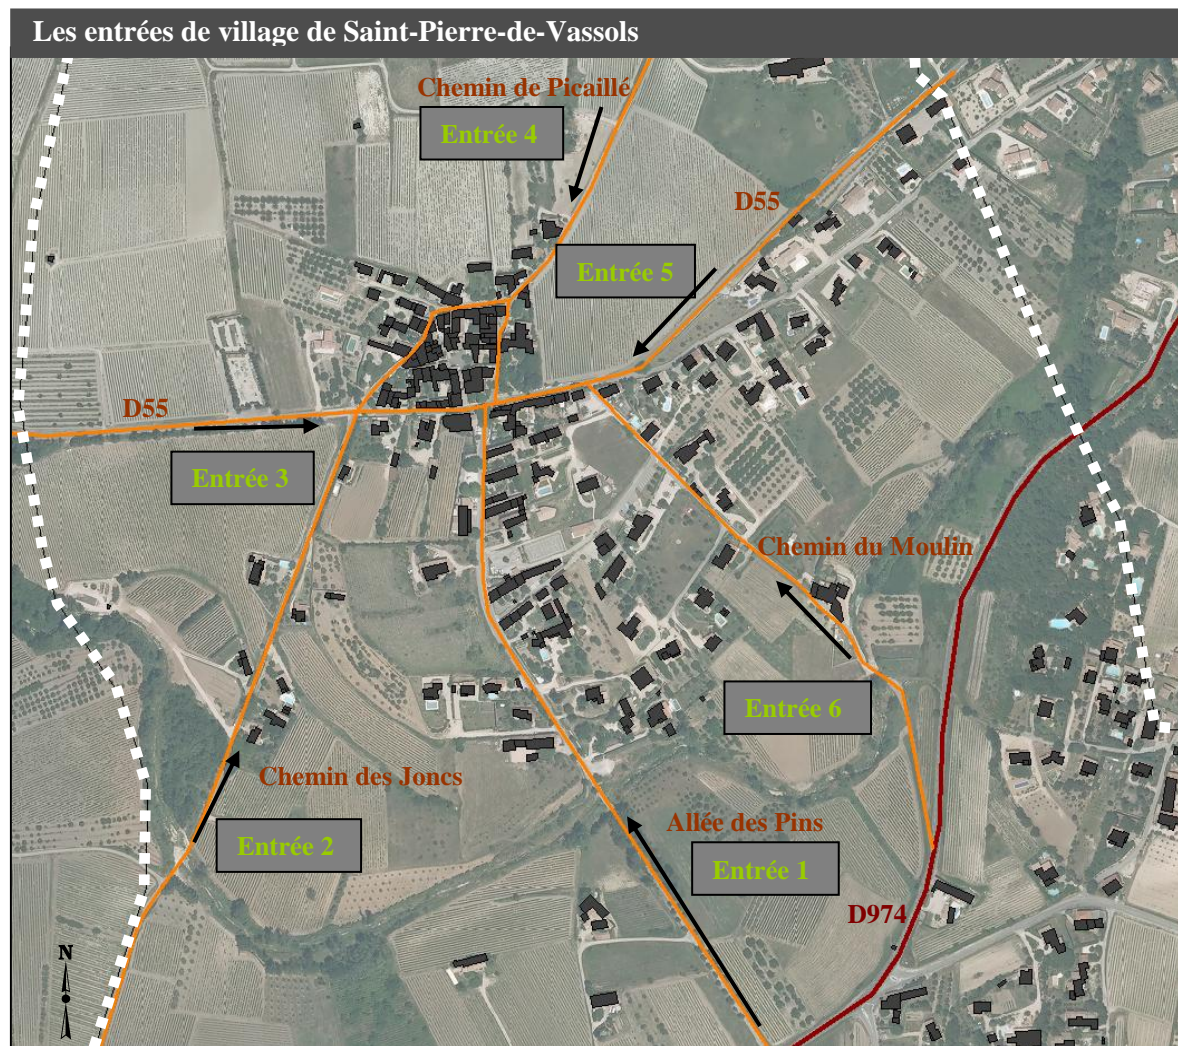 Les entrées de village de Saint-Pierre-de-Vassols
Chemin de Picaillé
Entrée 4
D55
Entrée 5
D55
Entrée 3
Chemin du Moulin
Entrée 6
Chemin des Joncs
Allée des Pins
Entrée 2
Entrée 1
D974
N